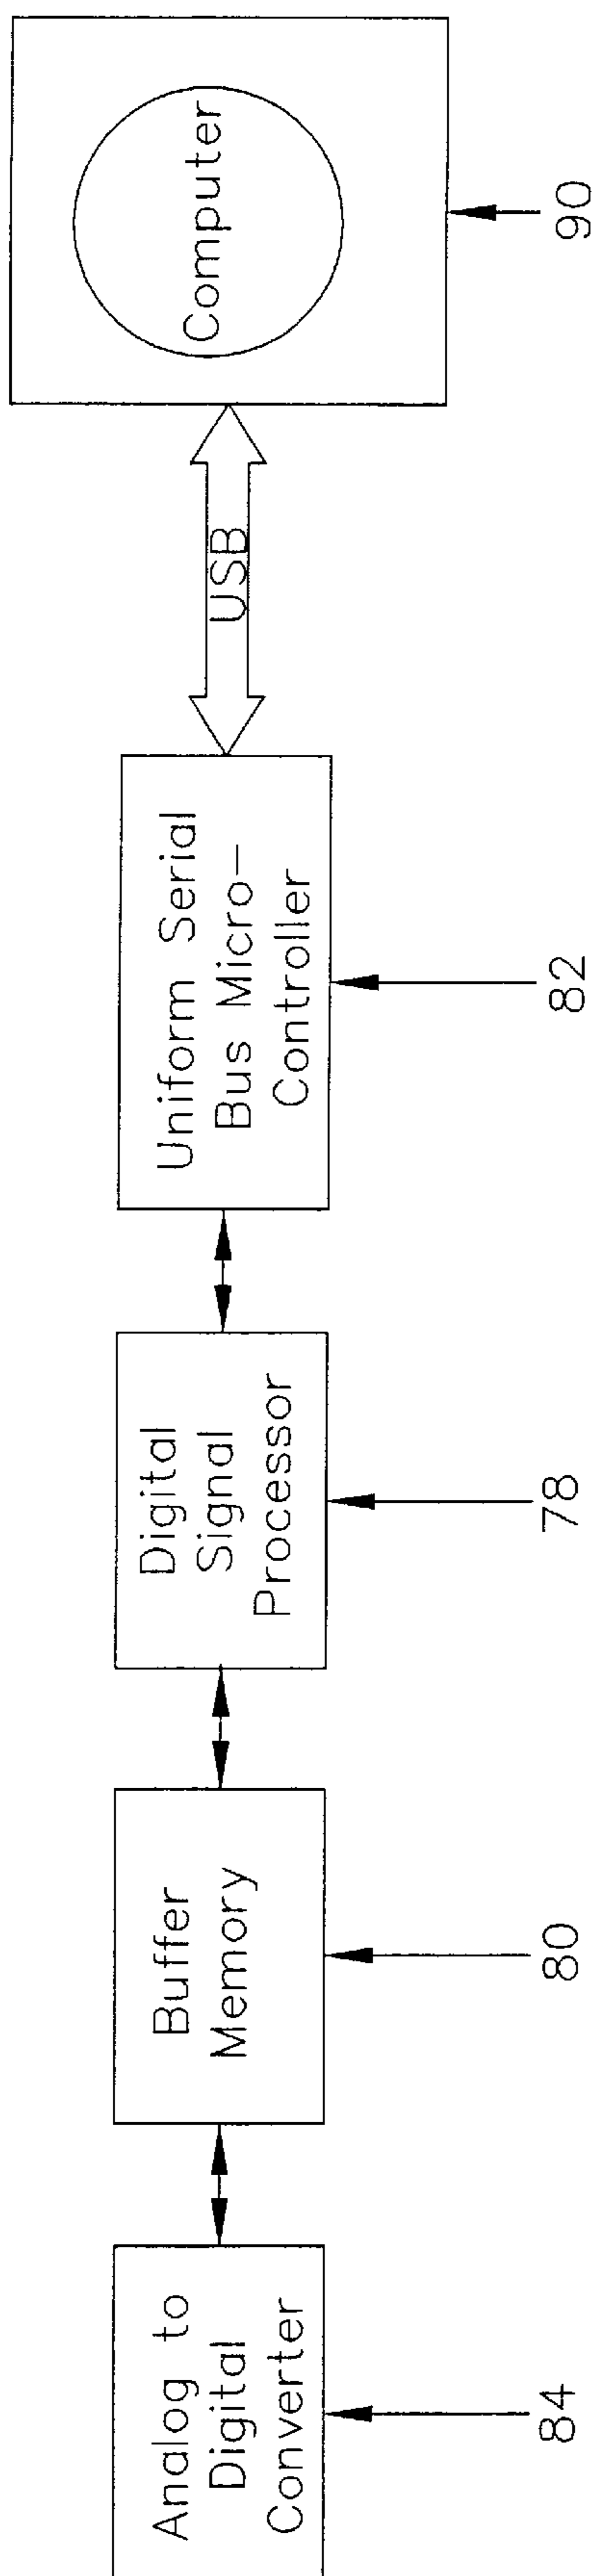 Analog to
Digital
Converter
84
Buffer
Memory
80
Digital
Signal
Processor
78
Uniform Serial
Bus Micro-
Controller
82
USB
Computer
90